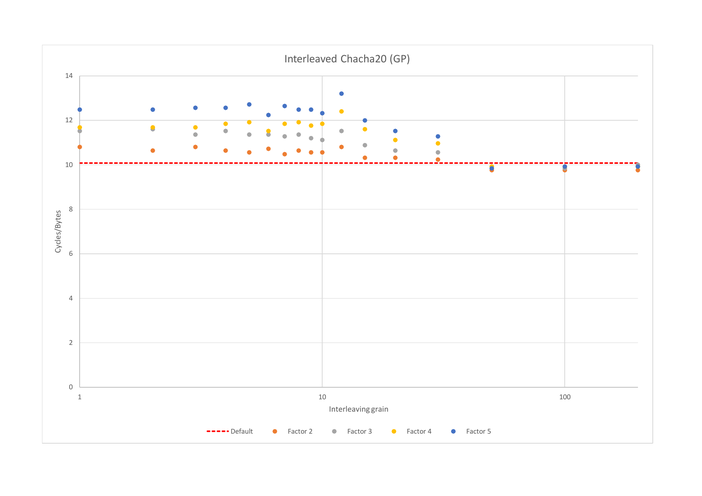 Interleaved Chacha20 (GP)
14
12
10
8
6
4
2
0
Cycles/Bytes
1 10 100
Interleaving grain
Default Factor 2 Factor 3 Factor 4 Factor 5